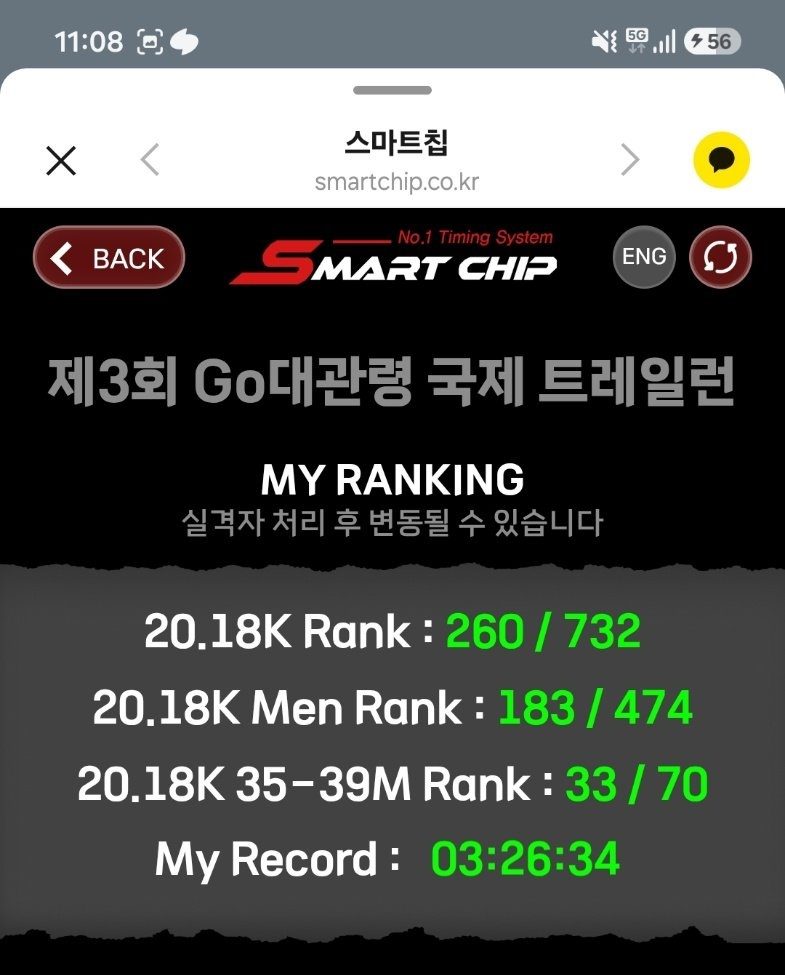 11:08 5G 56
스마트칩
smartchip.co.kr
BACK
No.1 Timing System
SMART CHIP
ENG
제3회 Go대관령 국제 트레일런
MY RANKING
실격자 처리 후 변동될 수 있습니다
20.18K Rank : 260 / 732
20.18K Men Rank : 183 / 474
20.18K 35-39M Rank : 33 / 70
My Record : 03:26:34